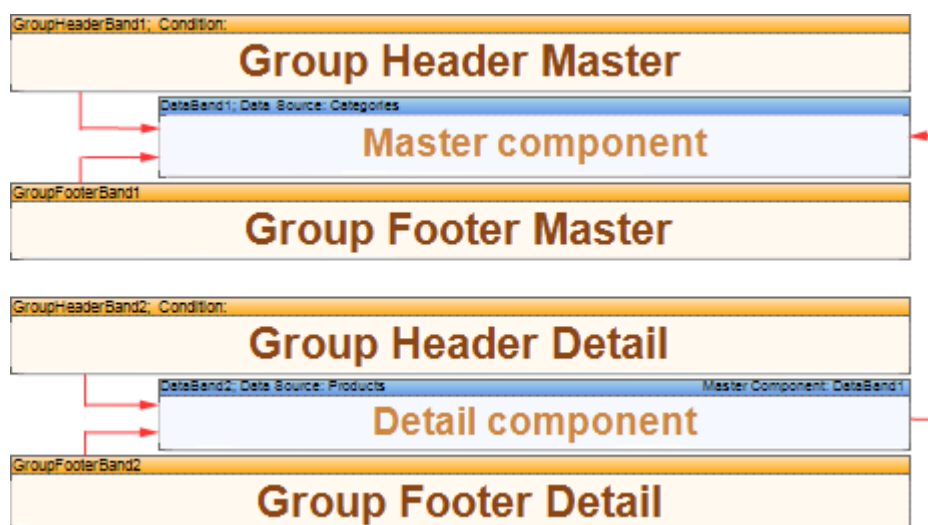 GroupHeaderBand1; Condition:
Group Header Master
DataBand1; Data Source: Categories
Master component
GroupFooterBand1
Group Footer Master
GroupHeaderBand2; Condition:
Group Header Detail
DataBand2; Data Source: Products Master Component: DataBand1
Detail component
GroupFooterBand2
Group Footer Detail